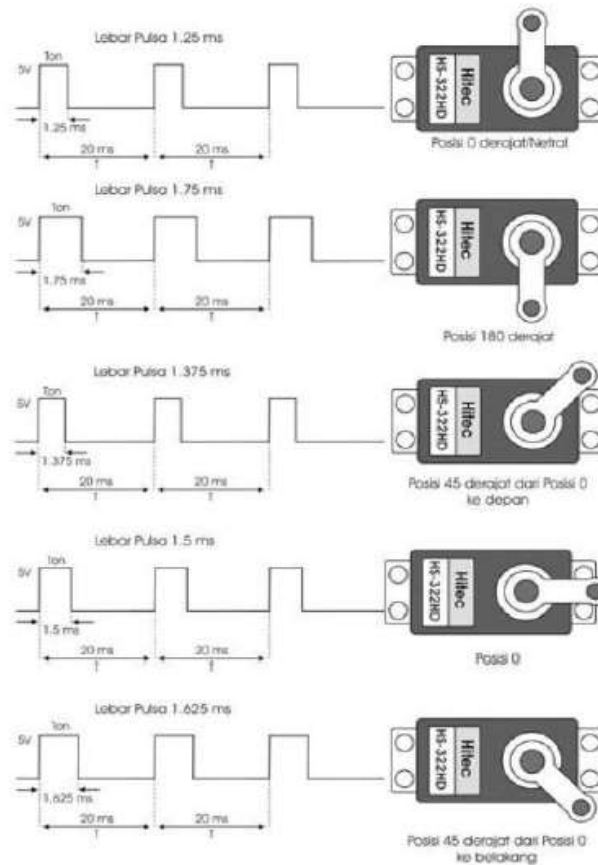 Lebar Pulsa 1.25 ms
Ton
5V
1.25 ms
20 ms
20 ms
T
HS-322HD
Hitec
Posisi 0 derajat/Netral
Lebar Pulsa 1.75 ms
Ton
5V
1.75 ms
20 ms
20 ms
T
HS-322HD
Hitec
Posisi 180 derajat
Lebar Pulsa 1.375 ms
Ton
5V
1.375 ms
20 ms
20 ms
T
HS-322HD
Hitec
Posisi 45 derajat dari Posisi 0
ke depan
Lebar Pulsa 1.5 ms
Ton
5V
1.5 ms
20 ms
20 ms
T
HS-322HD
Hitec
Posisi 0
Lebar Pulsa 1.625 ms
Ton
5V
1.625 ms
20 ms
20 ms
T
HS-322HD
Hitec
Posisi 45 derajat dari Posisi 0
ke belakang